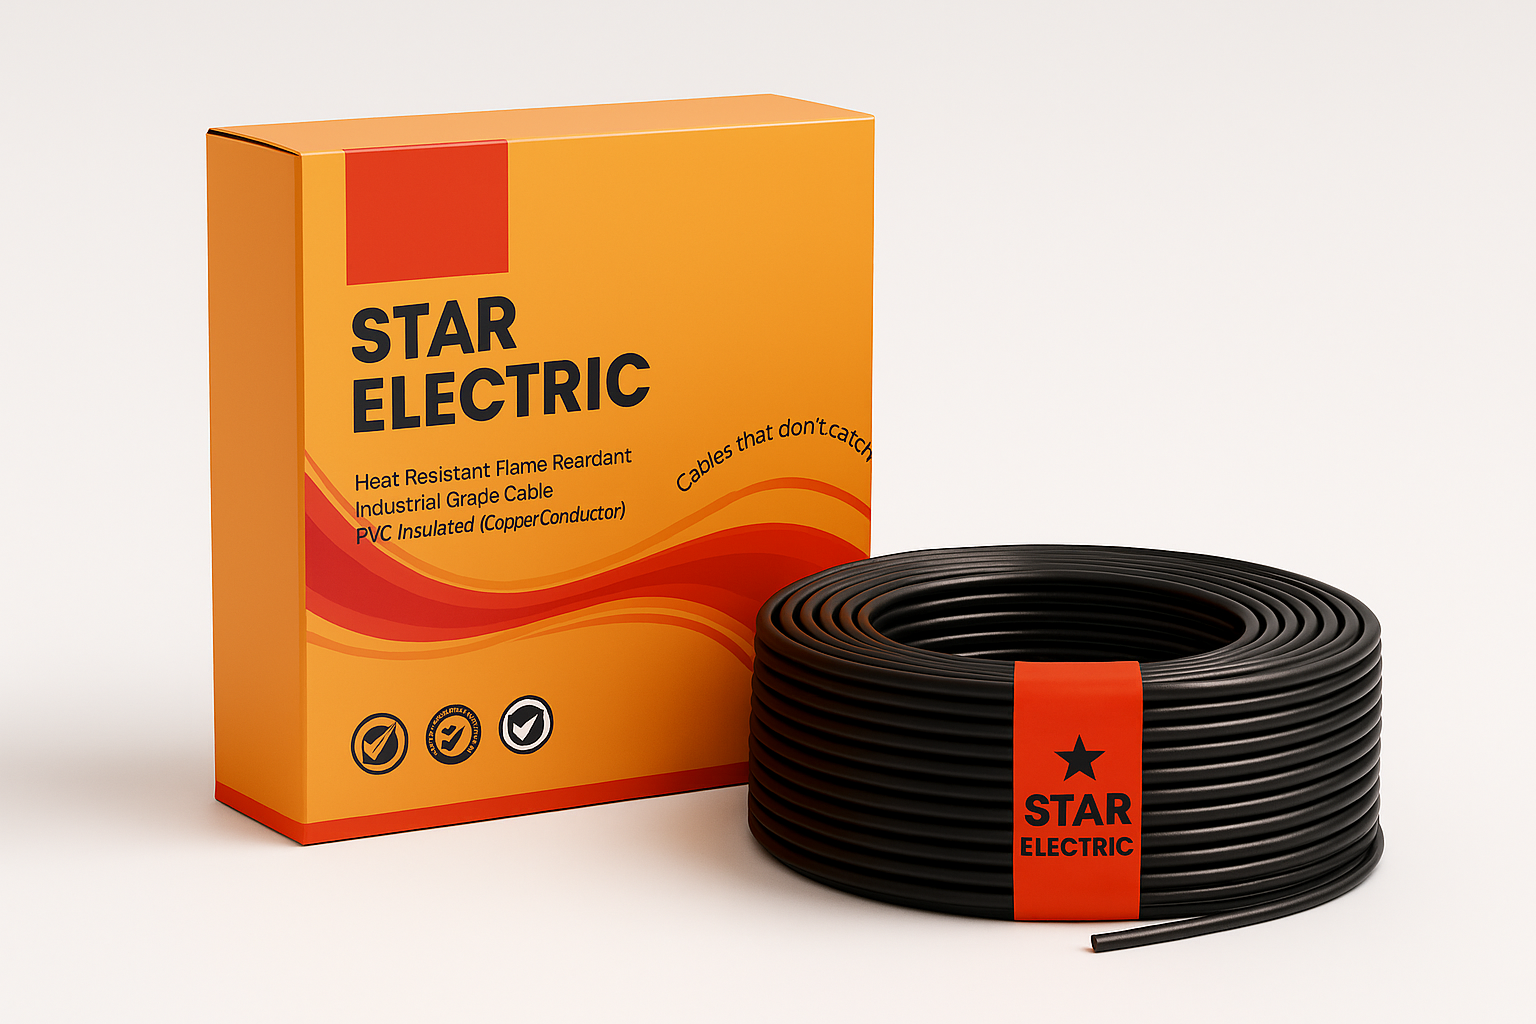 STAR
ELECTRIC
Heat Resistant Flame Reardant
Industrial Grade Cable
PVC Insulated (CopperConductor)
Cables that don't.catch
STAR
ELECTRIC